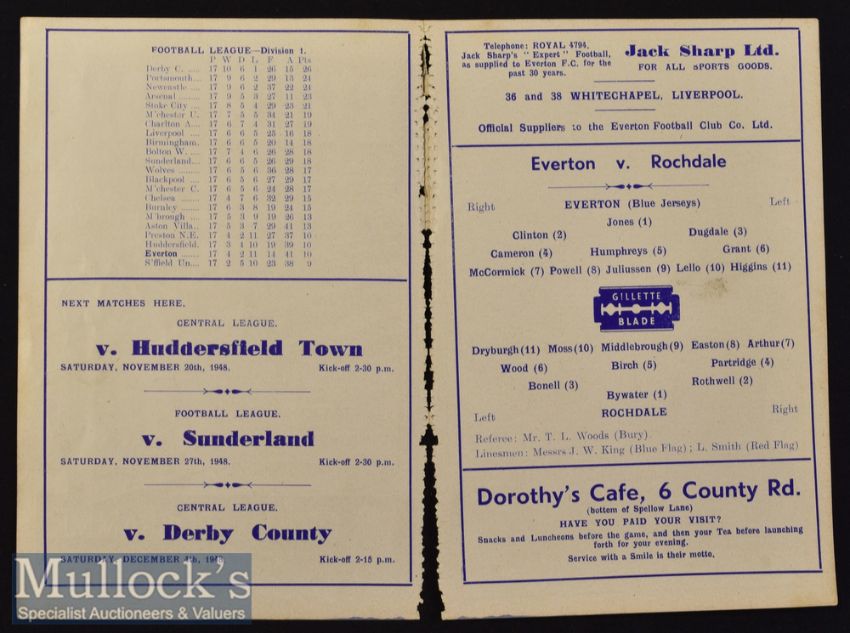 FOOTBALL LEAGUE—Division 1.
P W D L F A Pts
Derby C. ..... 17 10 6 1 26 15 26
Portsmouth.... 17 9 6 2 29 13 24
Newcastle .... 17 9 6 2 37 22 24
Arsenal ........ 17 9 5 3 27 11 23
Stoke City .... 17 8 5 4 29 23 21
M'chester U. 17 7 5 5 34 21 19
Charlton A.... 17 6 7 4 31 27 19
Liverpool .... 17 6 6 5 25 16 18
Birmingham. 17 6 6 5 20 14 18
Bolton W. .... 17 7 4 6 26 28 18
Sunderland... 17 6 6 5 26 29 18
Wolves ........ 17 6 5 6 36 28 17
Blackpool .... 17 6 5 6 27 29 17
M'chester C. 17 6 5 6 24 28 17
Chelsea ........ 17 4 7 6 32 29 15
Burnley ........ 17 6 3 8 19 24 15
M'brough .... 17 5 3 9 19 26 13
Aston Villa.. 17 5 3 7 29 41 13
Preston N.E. 17 4 2 11 27 37 10
Huddersfield. 17 3 4 10 19 39 10
Everton ........ 17 4 2 11 14 41 10
S'ffield Un.... 17 2 5 10 23 38 9
NEXT MATCHES HERE.
CENTRAL LEAGUE.
v. Huddersfield Town
SATURDAY, NOVEMBER 20th, 1948. Kick-off 2-30 p.m.
FOOTBALL LEAGUE.
v. Sunderland
SATURDAY, NOVEMBER 27th, 1948. Kick-off 2-30 p.m.
CENTRAL LEAGUE.
v. Derby County
SATURDAY, DECEMBER 4th, 1948 Kick-off 2-15 p.m.
Mullock's
Specialist Auctioneers & Valuers
Telephone: ROYAL 4794.
Jack Sharp's "Expert" Football,
as supplied to Everton F.C. for the
past 30 years.
Jack Sharp Ltd.
FOR ALL SPORTS GOODS.
36 and 38 WHITECHAPEL, LIVERPOOL.
Official Suppliers to the Everton Football Club Co. Ltd.
Everton v. Rochdale
Right EVERTON (Blue Jerseys) Left
Jones (1)
Clinton (2) Dugdale (3)
Cameron (4) Humphreys (5) Grant (6)
McCormick (7) Powell (8) Juliussen (9) Lello (10) Higgins (11)
GILLETTE
BLADE
Dryburgh (11) Moss (10) Middlebrough (9) Easton (8) Arthur (7)
Wood (6) Birch (5) Partridge (4)
Bonell (3) Rothwell (2)
Bywater (1)
Left ROCHDALE Right
Referee: Mr. T. L. Woods (Bury).
Linesmen: Messrs J. W. King (Blue Flag); L. Smith (Red Flag)
Dorothy's Cafe, 6 County Rd.
(bottom of Spellow Lane)
HAVE YOU PAID YOUR VISIT?
Snacks and Luncheons before the game, and then your Tea before launching
forth for your evening.
Service with a Smile is their motto.